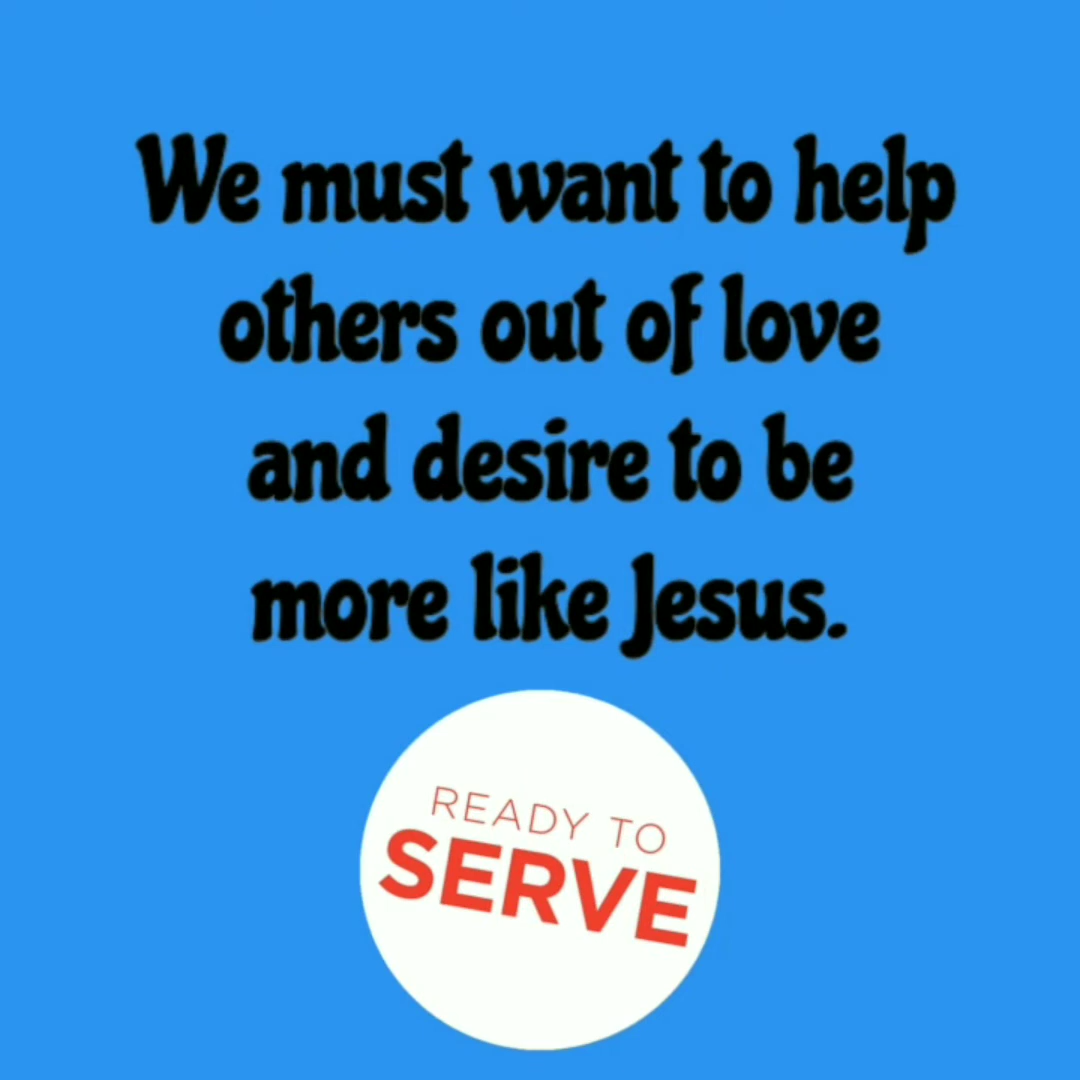 We must want to help
others out of love
and desire to be
more like Jesus.
READY TO
SERVE